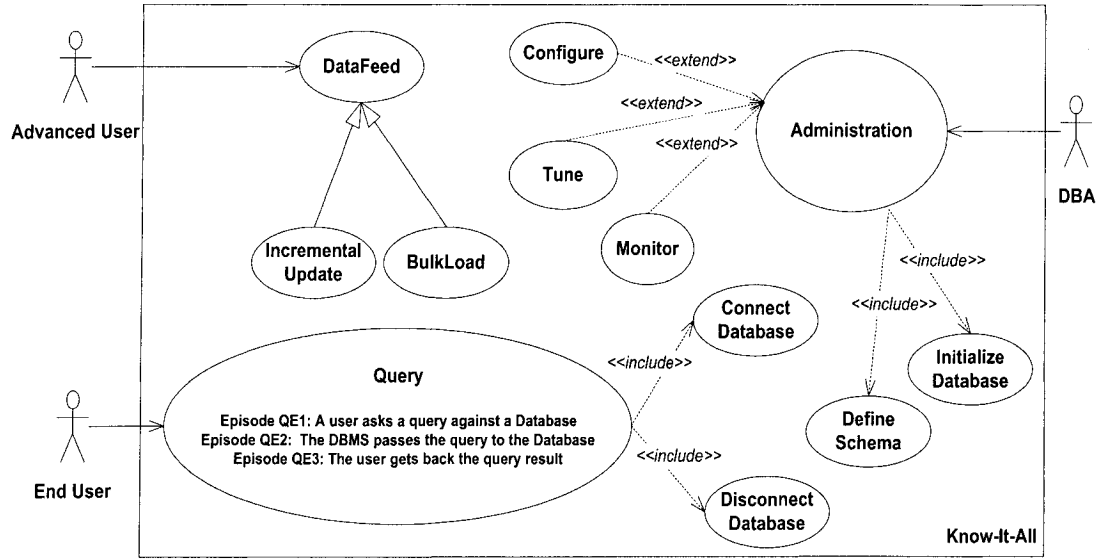 Advanced User
DataFeed
Incremental
Update
BulkLoad
Configure
<<extend>>
<<extend>>
<<extend>>
Tune
Monitor
Administration
DBA
<<include>>
<<include>>
Initialize
Database
Define
Schema
Connect
Database
<<include>>
Query
Episode QE1: A user asks a query against a Database
Episode QE2: The DBMS passes the query to the Database
Episode QE3: The user gets back the query result
End User
<<include>>
Disconnect
Database
Know-It-All